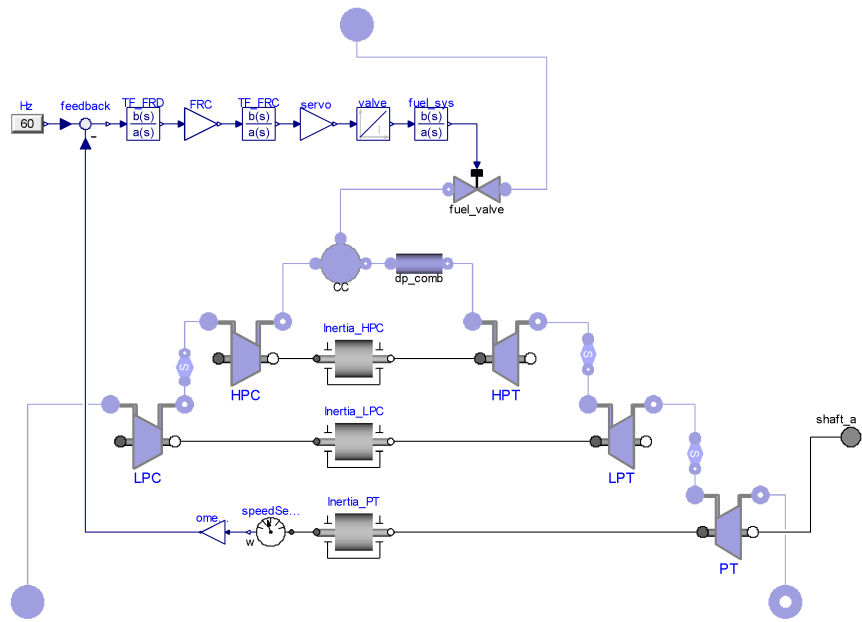 Hz
feedback
TF_FRD
FRC
TF_FRC
servo
valve
fuel_sys
60
b(s)
a(s)
b(s)
a(s)
b(s)
a(s)
-
fuel_valve
CC
dp_comb
S
S
Inertia_HPC
HPC
HPT
Inertia_LPC
LPC
LPT
shaft_a
S
Inertia_PT
ome...
speedSe...
w
PT